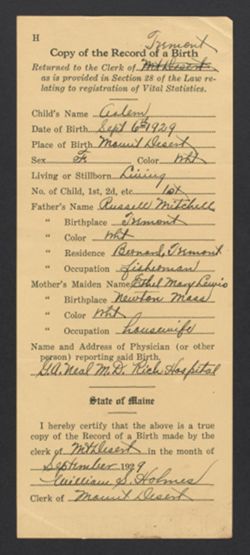 H
Tremont
Copy of the Record of a Birth
Returned to the Clerk of Mt Desert
as is provided in Section 28 of the Law re-
lating to registration of Vital Statistics.
Child's Name
Date of Birth Sept 6th 1929
Place of Birth Mount Desert
Sex F. Color Wht
Living or Stillborn Living
No. of Child, 1st, 2d, etc. 1st
Father's Name Russell Mitchell
" Birthplace Tremont
" Color Wht
" Residence Bernard, Tremont
" Occupation fisherman
Mother's Maiden Name Ethel Mary Lewis
" Birthplace Newton Mass
" Color Wht
" Occupation housewife
Name and Address of Physician (or other
person) reporting said Birth.
G.A. Neal M.D. Rich Hospital
State of Maine
I hereby certify that the above is a true
copy of the Record of Birth made by the
clerk of Mt Desert in the month of
September 1929
William S. Holmes
Clerk of Mount Desert